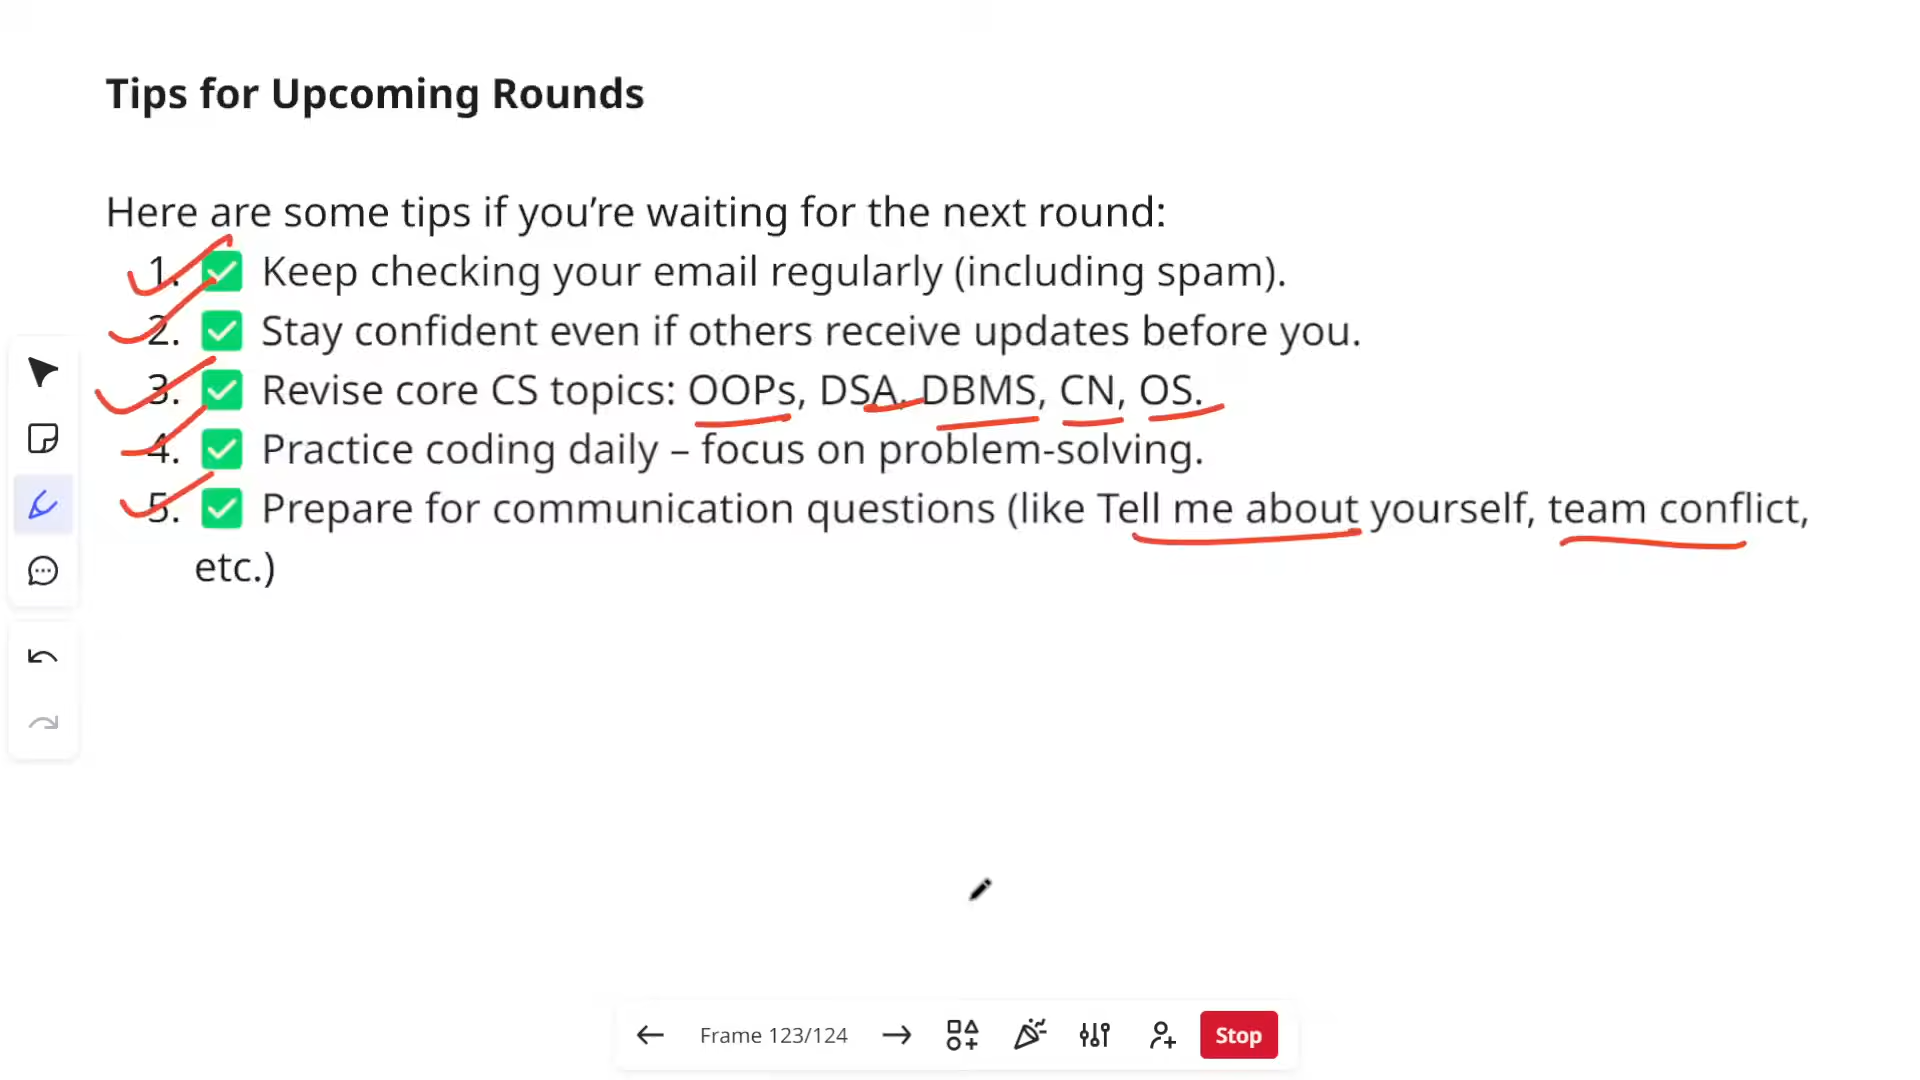 Tips for Upcoming Rounds
Here are some tips if you’re waiting for the next round:
1. ✅ Keep checking your email regularly (including spam).
2. ✅ Stay confident even if others receive updates before you.
3. ✅ Revise core CS topics: OOPs, DSA, DBMS, CN, OS.
4. ✅ Practice coding daily – focus on problem-solving.
5. ✅ Prepare for communication questions (like Tell me about yourself, team conflict,
etc.)
Frame 123/124
Stop